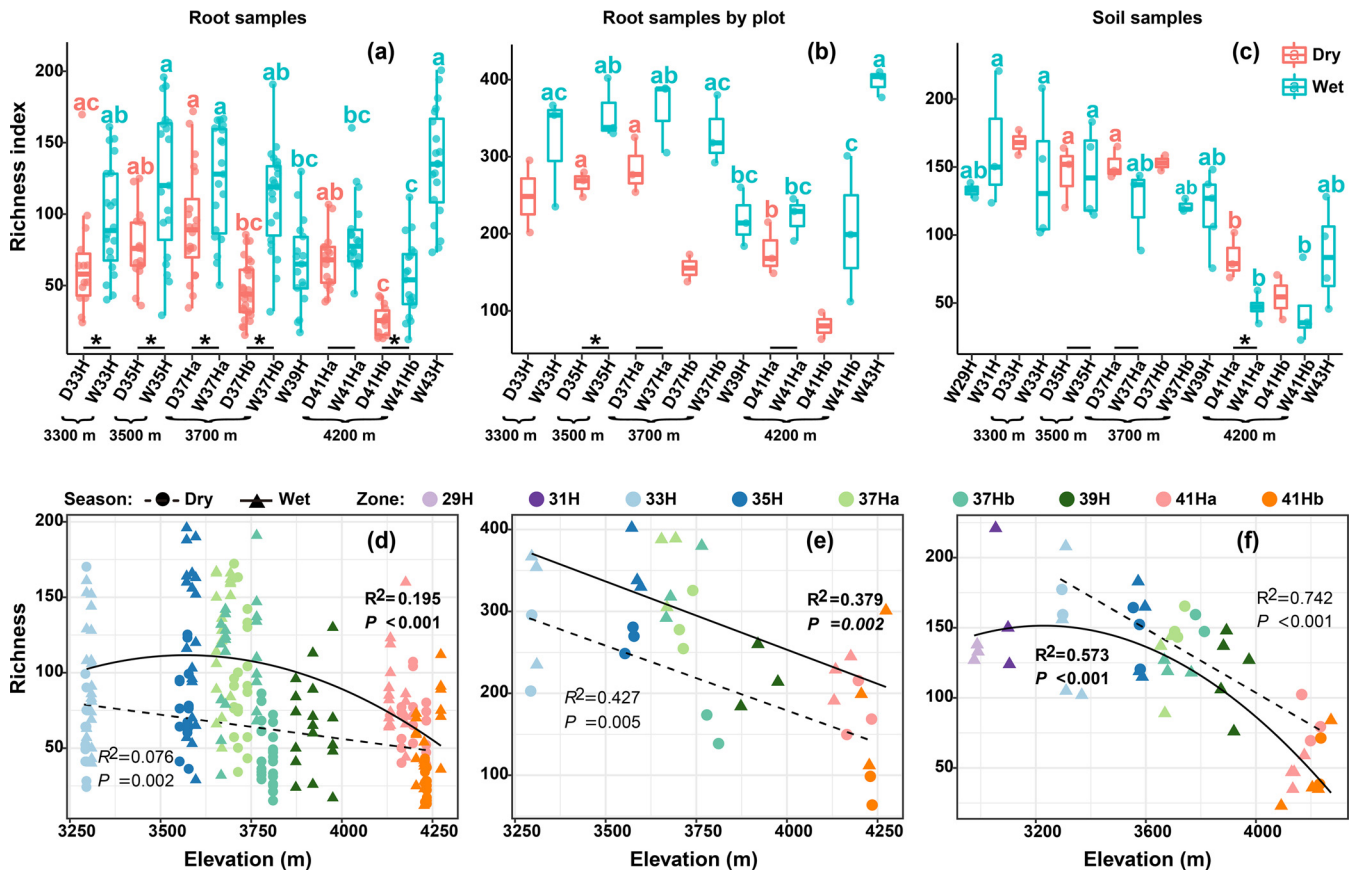 Root samples
Root samples by plot
Soil samples
Richness index
(a)
200
150
100
50
ac
ab
ab
a
a
a
bc
ab
bc
ab
bc
c
c
a
*
*
*
*
*
D33H
W33H
D35H
W35H
D37Ha
W37Ha
D37Hb
W37Hb
W39H
D41Ha
W41Ha
D41Hb
W41Hb
W43H
3300 m
3500 m
3700 m
4200 m
(b)
400
300
200
100
ac
a
ab
a
ab
ac
bc
b
bc
c
a
*
D33H
W33H
D35H
W35H
D37Ha
W37Ha
D37Hb
W37Hb
W39H
D41Ha
W41Ha
D41Hb
W41Hb
W43H
3300 m
3500 m
3700 m
4200 m
(c)
a Dry
a Wet
200
150
100
50
ab
a
a
a
a
a
ab
ab
ab
b
b
b
ab
*
W29H
W31H
D33H
W33H
D35H
W35H
D37Ha
W37Ha
D37Hb
W37Hb
W39H
D41Ha
W41Ha
D41Hb
W41Hb
W43H
3300 m
3500 m
3700 m
4200 m
Season: Dry Wet Zone: 29H 31H 33H 35H 37Ha 37Hb 39H 41Ha 41Hb
Richness
(d)
200
150
100
50
R²=0.195
P <0.001
R²=0.076
P =0.002
3250
3500
3750
4000
4250
Elevation (m)
(e)
400
300
200
100
R²=0.379
P =0.002
R²=0.427
P =0.005
3250
3500
3750
4000
4250
Elevation (m)
(f)
200
150
100
50
R²=0.742
P <0.001
R²=0.573
P <0.001
3200
3600
4000
Elevation (m)